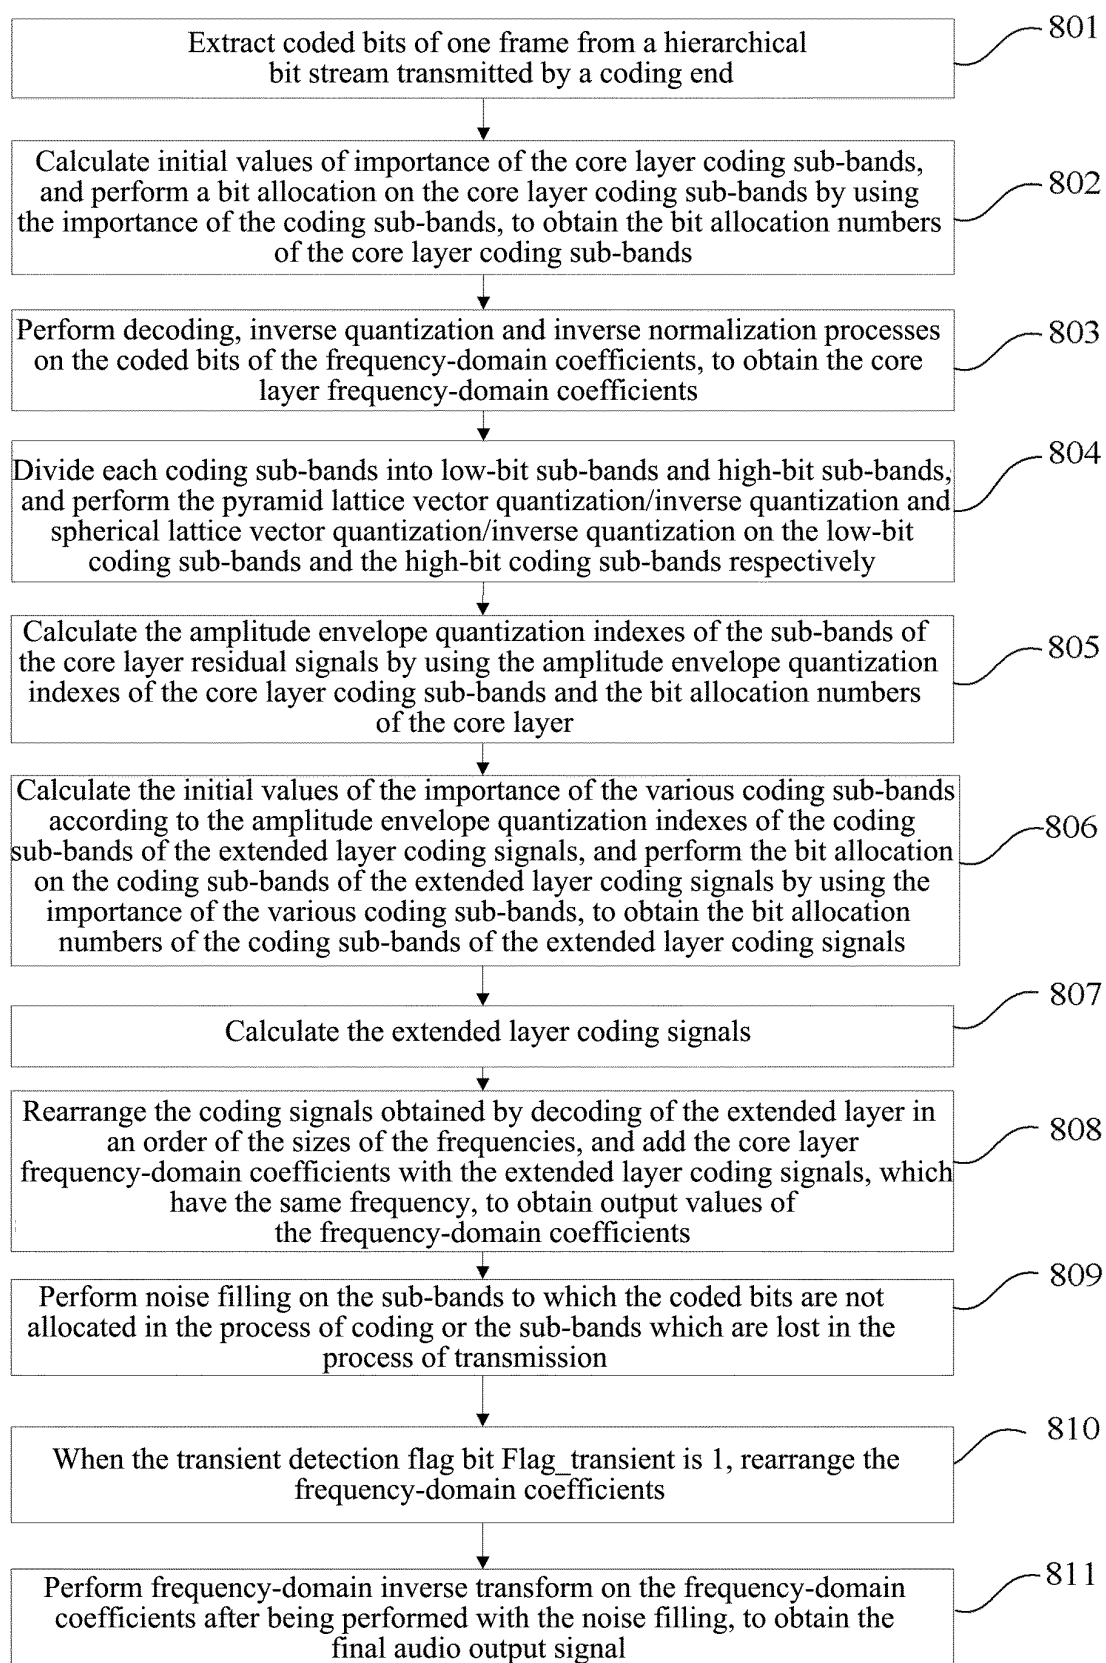 Extract coded bits of one frame from a hierarchical
bit stream transmitted by a coding end
801
Calculate initial values of importance of the core layer coding sub-bands,
and perform a bit allocation on the core layer coding sub-bands by using
the importance of the coding sub-bands, to obtain the bit allocation numbers
of the core layer coding sub-bands
802
Perform decoding, inverse quantization and inverse normalization processes
on the coded bits of the frequency-domain coefficients, to obtain the core
layer frequency-domain coefficients
803
Divide each coding sub-bands into low-bit sub-bands and high-bit sub-bands,
and perform the pyramid lattice vector quantization/inverse quantization and
spherical lattice vector quantization/inverse quantization on the low-bit
coding sub-bands and the high-bit coding sub-bands respectively
804
Calculate the amplitude envelope quantization indexes of the sub-bands of
the core layer residual signals by using the amplitude envelope quantization
indexes of the core layer coding sub-bands and the bit allocation numbers
of the core layer
805
Calculate the initial values of the importance of the various coding sub-bands
according to the amplitude envelope quantization indexes of the coding
sub-bands of the extended layer coding signals, and perform the bit allocation
on the coding sub-bands of the extended layer coding signals by using the
importance of the various coding sub-bands, to obtain the bit allocation
numbers of the coding sub-bands of the extended layer coding signals
806
Calculate the extended layer coding signals
807
Rearrange the coding signals obtained by decoding of the extended layer in
an order of the sizes of the frequencies, and add the core layer
frequency-domain coefficients with the extended layer coding signals, which
have the same frequency, to obtain output values of
the frequency-domain coefficients
808
Perform noise filling on the sub-bands to which the coded bits are not
allocated in the process of coding or the sub-bands which are lost in the
process of transmission
809
When the transient detection flag bit Flag_transient is 1, rearrange the
frequency-domain coefficients
810
Perform frequency-domain inverse transform on the frequency-domain
coefficients after being performed with the noise filling, to obtain the
final audio output signal
811